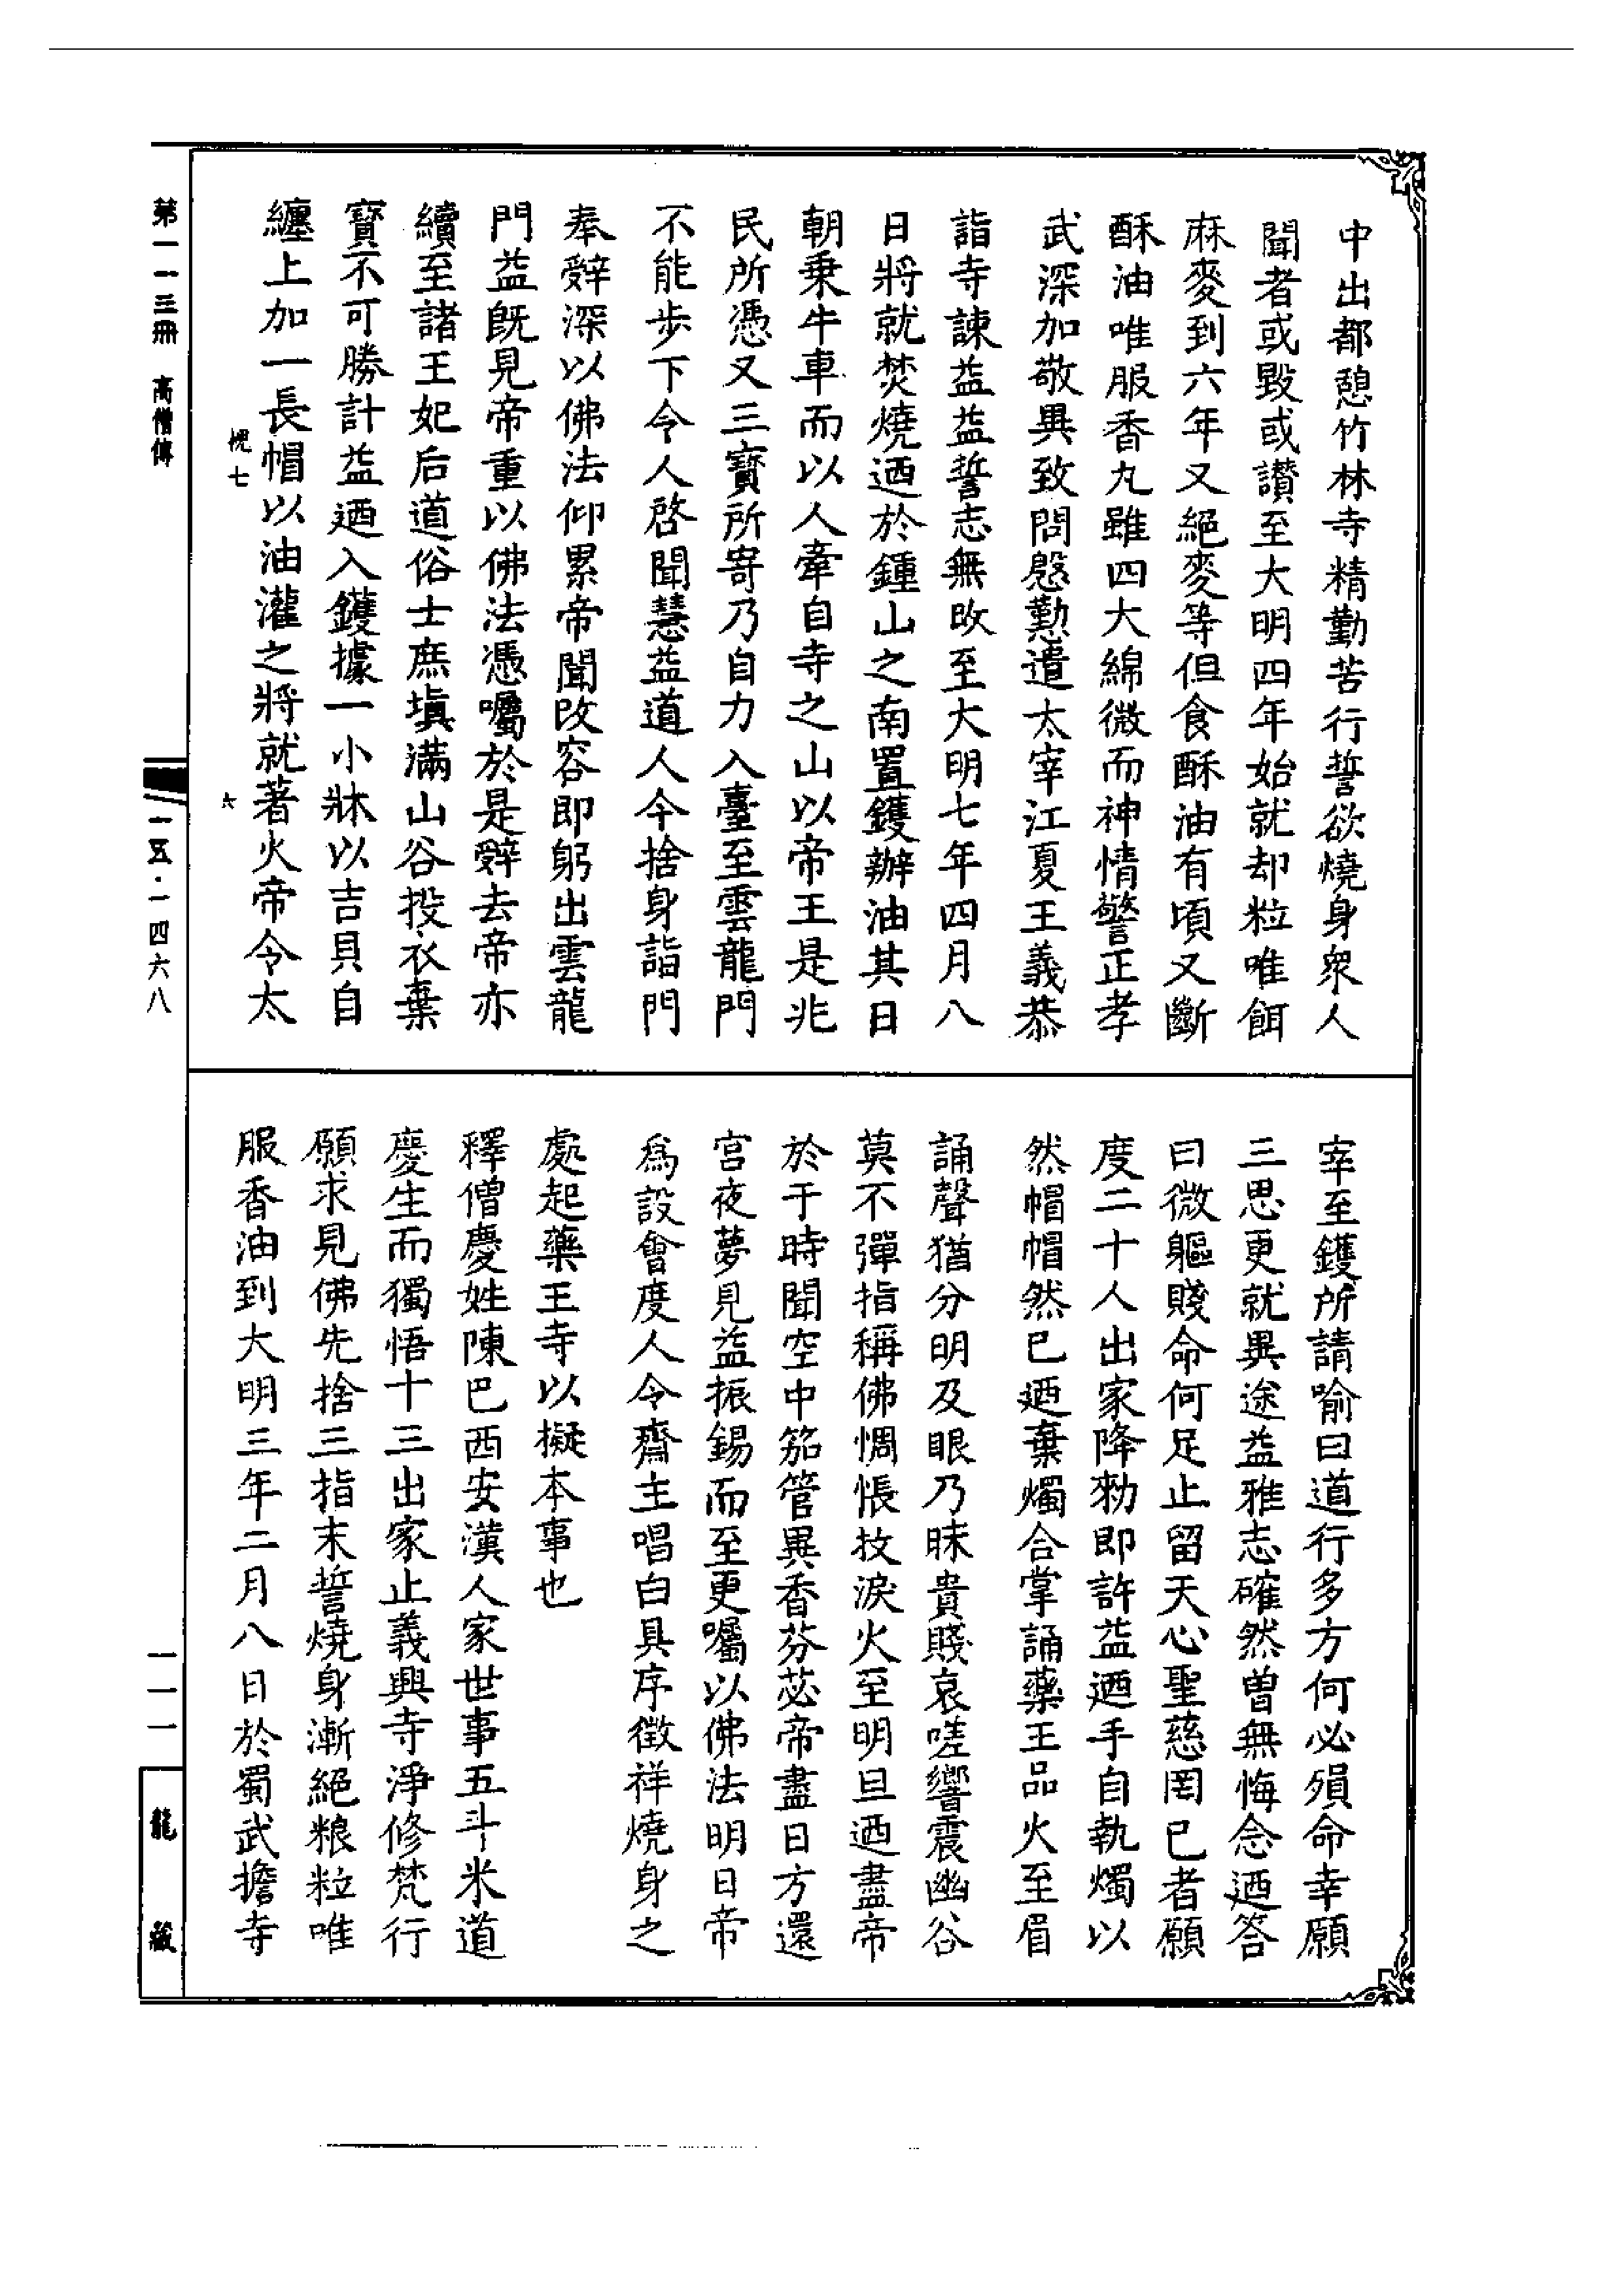 中出都憩竹林寺精勤苦行誓欲燒身衆人
聞者或毀或讃至大明四年始就却粒唯餌
麻麥到六年又絕麥等但食酥油有頃又斷
酥油唯服香丸雖四大綿微而神情警正孝
武深加敬異致問慇懃遣太宰江夏王義恭
詣寺諫益益誓志無改至大明七年四月八
日將就焚燒迺於鍾山之南置鑊辦油其日
朝乗牛車而以人牽自寺之山以帝王是兆
民所憑又三寶所寄乃自力入臺至雲龍門
不能步下令人啓聞慧益道人今捨身詣門
奉辤深以佛法仰累帝聞改容即躬出雲龍
門益旣見帝重以佛法憑囑於是辤去帝亦
續至諸王妃后道俗士庶塡滿山谷投衣棄
寶不可勝計益迺入鑊據一小牀以吉貝自
纏上加一長帽以油灌之將就著火帝令太
宰至鑊所請喻曰道行多方何必殞命幸願
三思更就異途益雅志確然曽無悔念迺答
曰微軀賤命何足止留天心聖慈罔已者願
度二十人出家降勑即許益迺手自執燭以
然帽帽然已迺棄燭合掌誦藥王品火至眉
誦聲猶分明及眼乃昧貴賤哀嗟響震幽谷
莫不彈指稱佛惆悵抆淚火至明旦迺盡帝
於于時聞空中笳管異香芬苾帝盡日方還
宮夜夢見益振錫而至更囑以佛法明日帝
爲設會度人令齋主唱白具序徵祥燒身之
處起藥王寺以擬本事也
釋僧慶姓陳巴西安漢人家世事五斗米道
慶生而獨悟十三出家止義興寺淨修梵行
願求見佛先捨三指末誓燒身漸絕粮粒唯
服香油到大明三年二月八日於蜀武擔寺
槐七
六
第一一三冊 高僧傳
一五·一四六八
一一一
龍藏